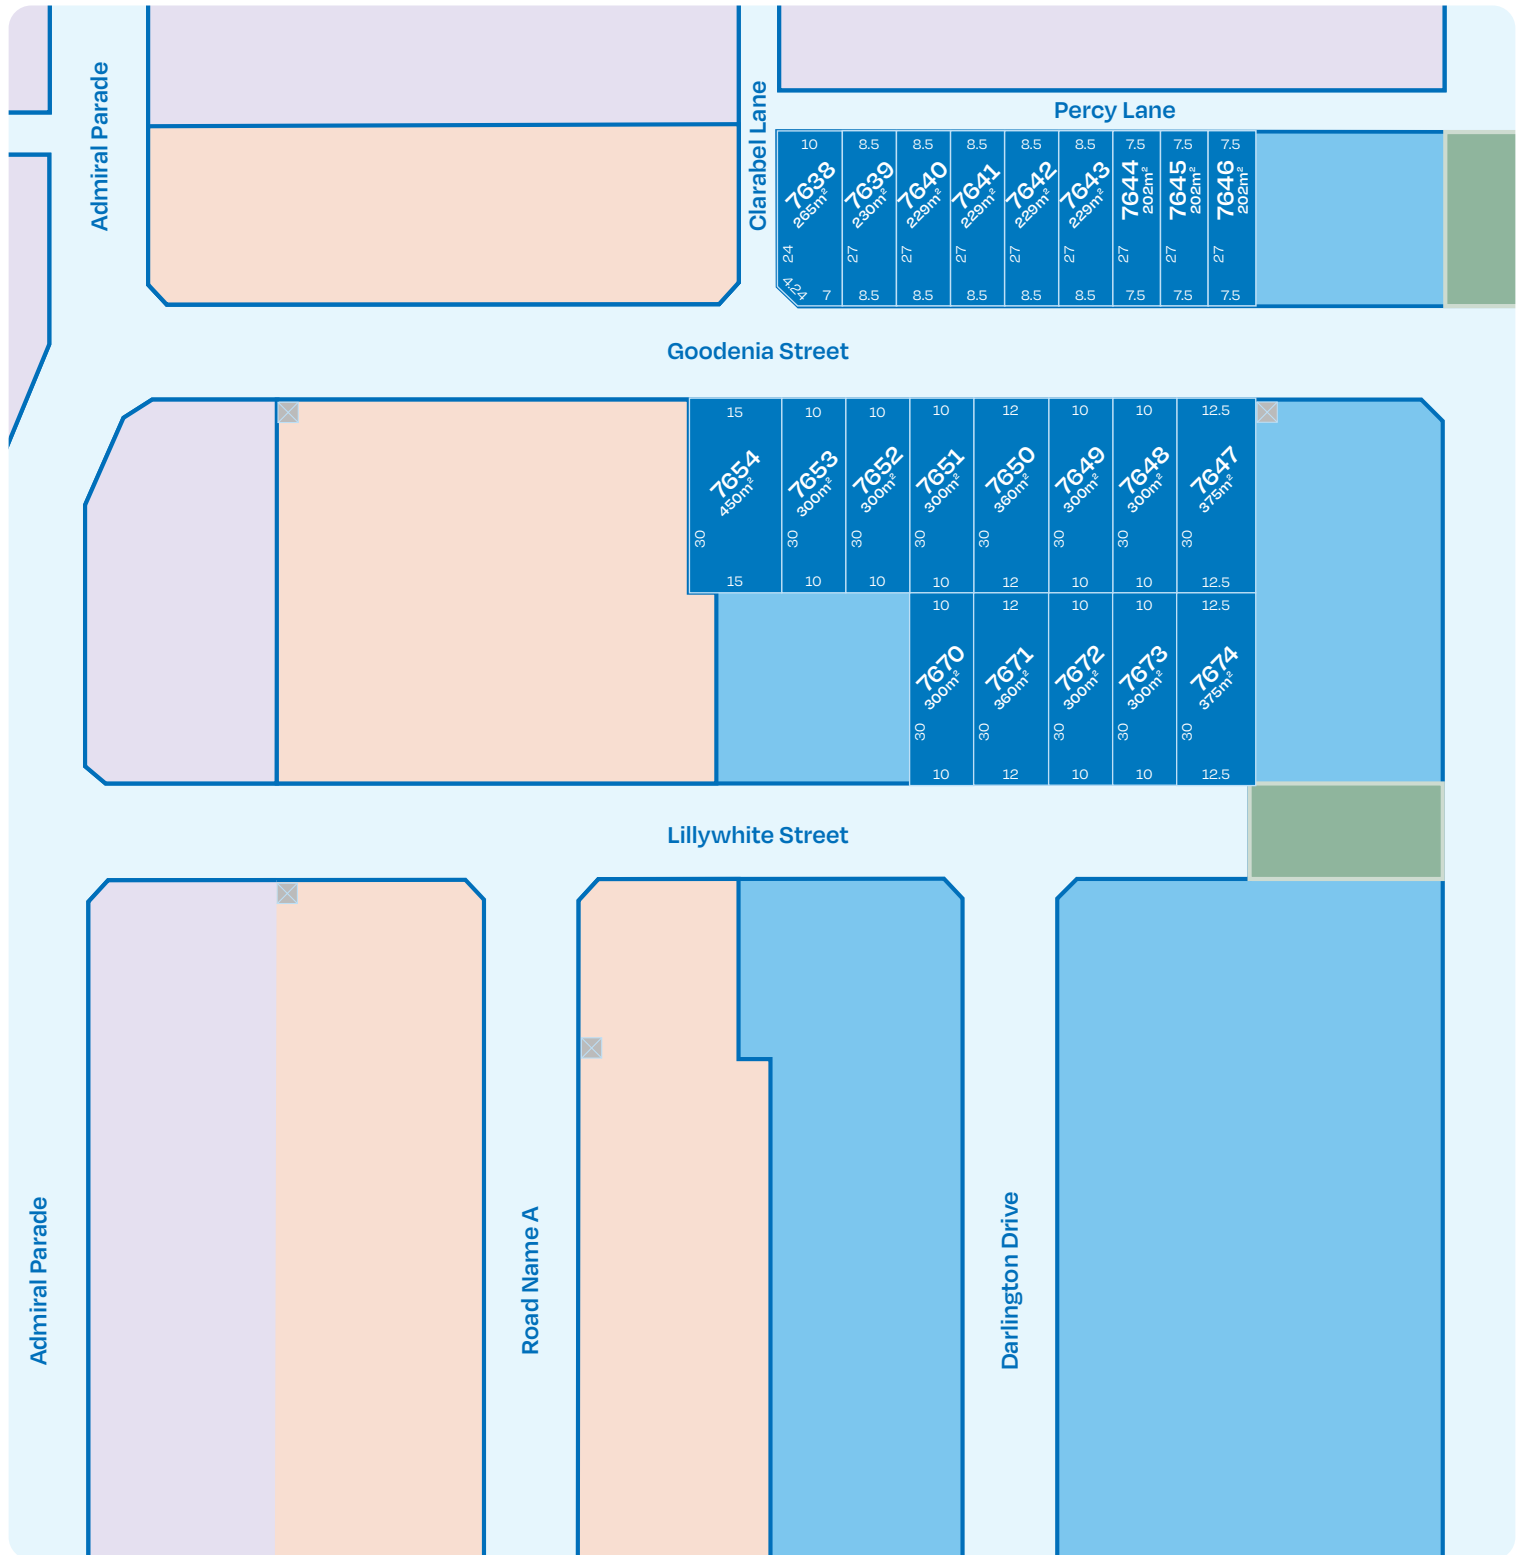 Admiral Parade
Clarabel Lane
Percy Lane
10
8.5
8.5
8.5
8.5
8.5
7.5
7.5
7.5
7638
265m²
7639
230m²
7640
229m²
7641
229m²
7642
229m²
7643
229m²
7644
202m²
7645
202m²
7646
202m²
24
27
27
27
27
27
27
27
27
4.24
7
8.5
8.5
8.5
8.5
8.5
7.5
7.5
7.5
Goodenia Street
15
10
10
10
12
10
10
12.5
7654
450m²
7653
300m²
7652
300m²
7651
300m²
7650
360m²
7649
300m²
7648
300m²
7647
375m²
30
30
30
30
30
30
30
30
15
10
10
10
12
10
10
12.5
10
12
10
10
12.5
7670
300m²
7671
360m²
7672
300m²
7673
300m²
7674
375m²
30
30
30
30
30
10
12
10
10
12.5
Lillywhite Street
Admiral Parade
Road Name A
Darlington Drive